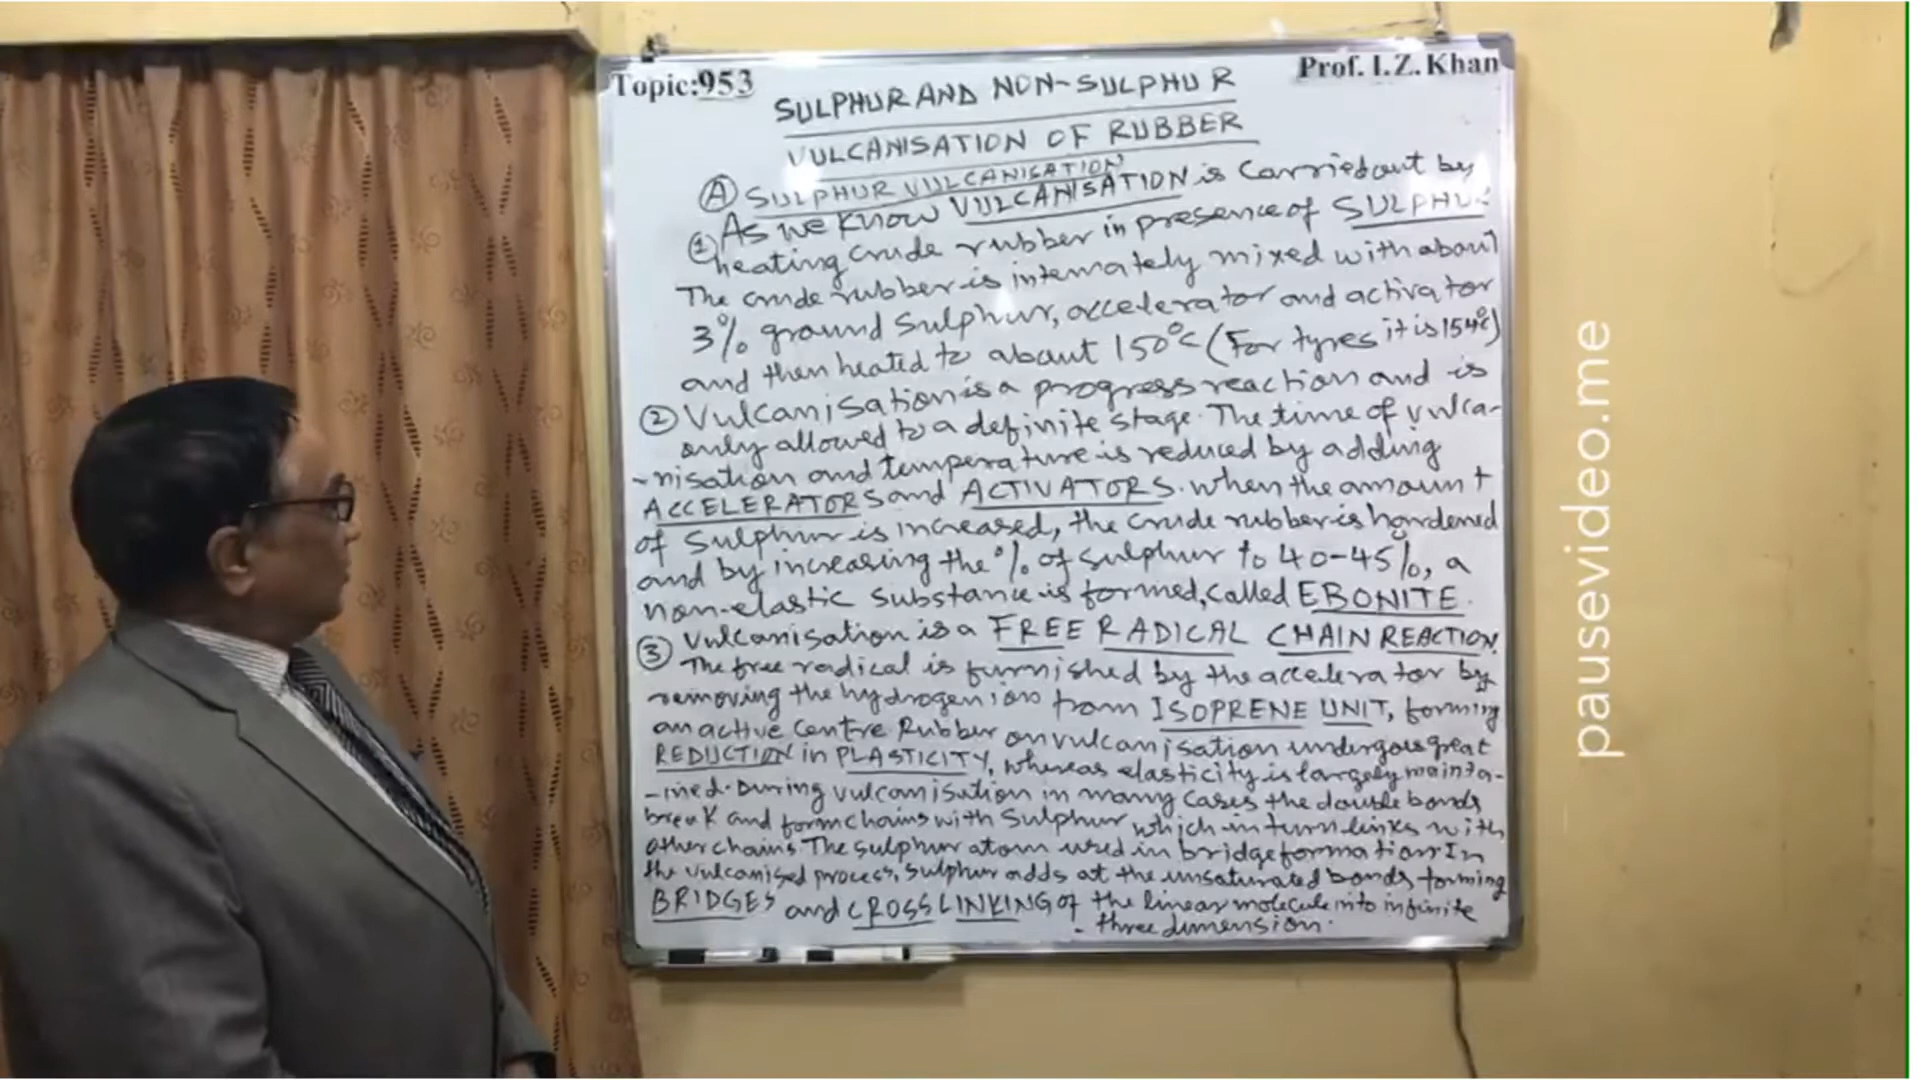 Topic:953
Prof. I.Z. Khan
SULPHUR AND NON-SULPHUR
VULCANISATION OF RUBBER
Ⓐ SULPHUR VULCANISATION
① As we know VULCANISATION is carried out by
heating crude rubber in presence of SULPHUR
The crude rubber is intemately mixed with about
3% ground sulphur, accelerator and activator
and then heated to about 150°C (For tyres it is 154°C)
② Vulcanisation is a progress reaction and is
only allowed to a definite stage. The time of vulca-
-nisation and temperature is reduced by adding
ACCELERATORS and ACTIVATORS. when the amount
of sulphur is increased, the crude rubber is hardened
and by increasing the % of sulphur to 40-45%, a
non-elastic substance is formed, called EBONITE.
③ Vulcanisation is a FREE RADICAL CHAIN REACTION.
The free radical is furnished by the accelerator by
removing the hydrogen ion from ISOPRENE UNIT, forming
an active centre Rubber on vulcanisation undergoes great
REDUCTION in PLASTICITY, whereas elasticity is largely mainta-
-ined. During vulcanisation in many cases the double bonds
break and form chains with sulphur which in turn links with
other chains The sulphur atom used in bridge formation In
the vulcanised process, sulphur adds at the unsaturated bonds forming
BRIDGES and CROSS LINKING of the linear molecule into infinite
- three dimension.
pausevideo.me